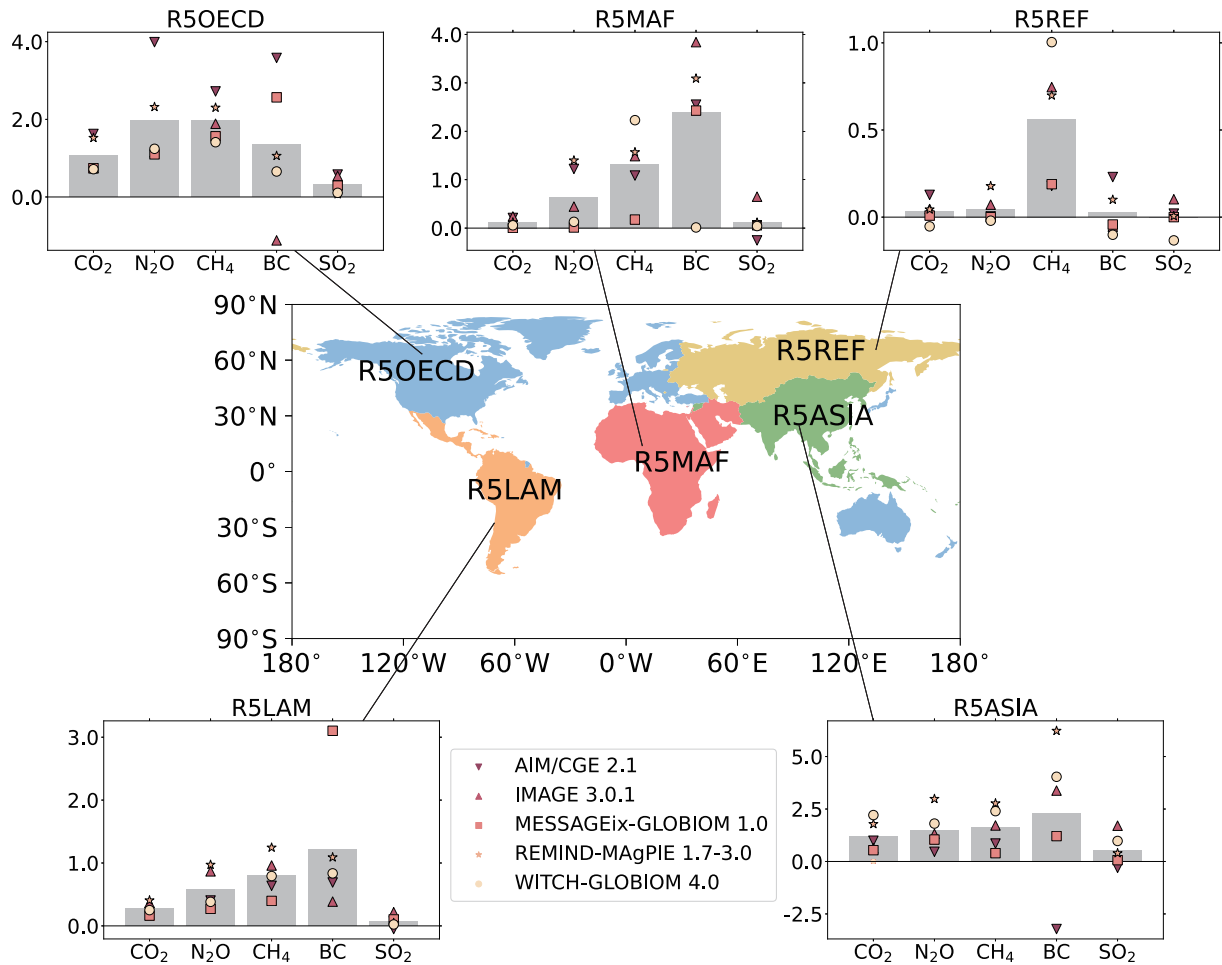 R5OECD
4.0
2.0
0.0
CO₂ N₂O CH₄ BC SO₂
R5MAF
4.0
3.0
2.0
1.0
0.0
CO₂ N₂O CH₄ BC SO₂
R5REF
1.0
0.5
0.0
CO₂ N₂O CH₄ BC SO₂
90°N
60°N
30°N
0°
30°S
60°S
90°S
180° 120°W 60°W 0°W 60°E 120°E 180°
R5OECD
R5REF
R5ASIA
R5MAF
R5LAM
R5LAM
3.0
2.0
1.0
0.0
CO₂ N₂O CH₄ BC SO₂
AIM/CGE 2.1
IMAGE 3.0.1
MESSAGEix-GLOBIOM 1.0
REMIND-MAgPIE 1.7-3.0
WITCH-GLOBIOM 4.0
R5ASIA
5.0
2.5
0.0
−2.5
CO₂ N₂O CH₄ BC SO₂